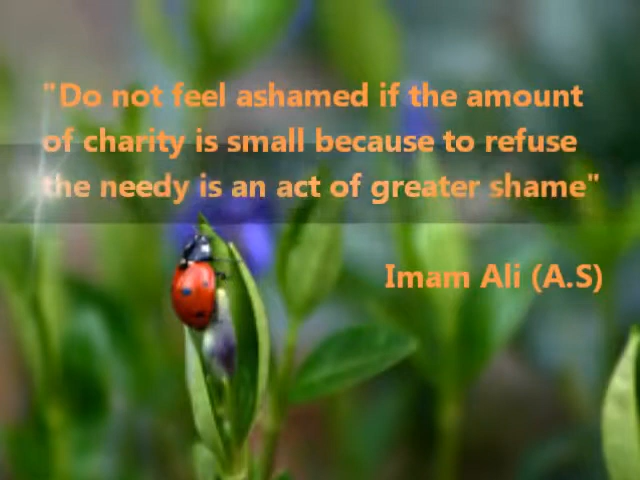 "Do not feel ashamed if the amount
of charity is small because to refuse
the needy is an act of greater shame"
Imam Ali (A.S)